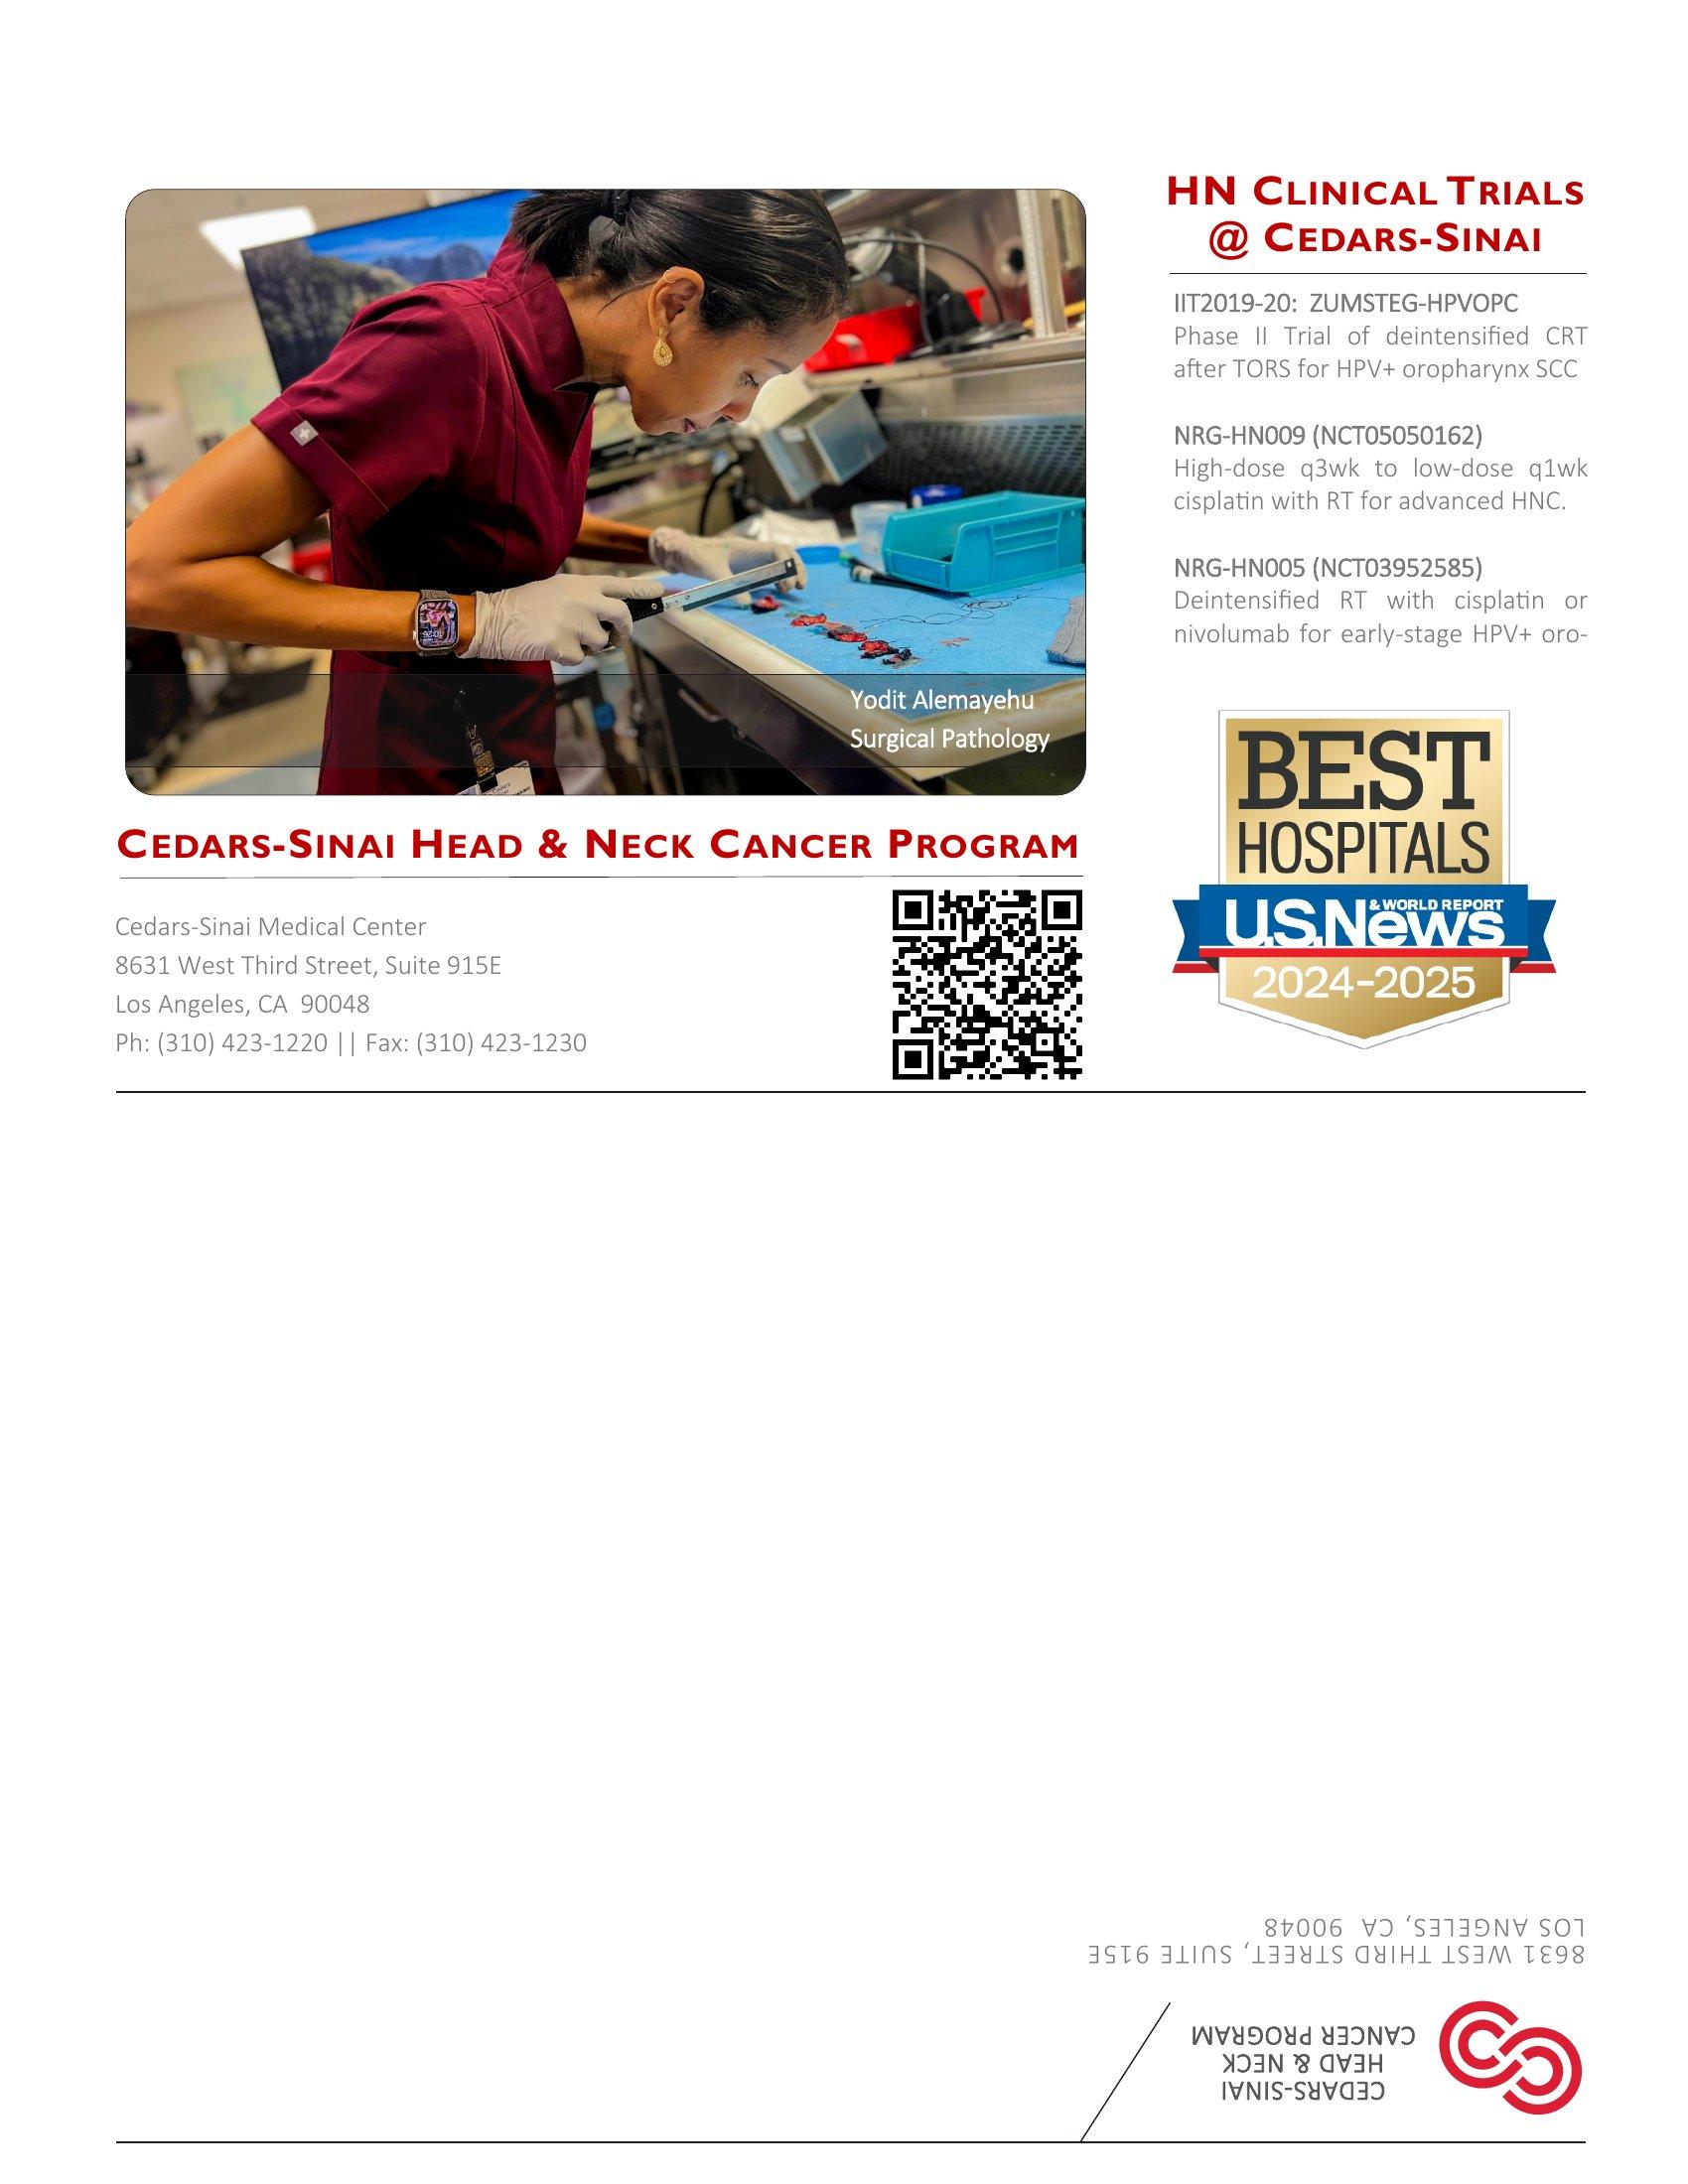 HN CLINICAL TRIALS
@ CEDARS-SINAI
IIT2019-20:  ZUMSTEG-HPVOPC
Phase II Trial of deintensified CRT
after TORS for HPV+ oropharynx SCC
NRG-HN009 (NCT05050162)
High-dose q3wk to low-dose q1wk
cisplatin with RT for advanced HNC.
NRG-HN005 (NCT03952585)
Deintensified RT with cisplatin or
nivolumab for early-stage HPV+ oro-
Yodit Alemayehu
Surgical Pathology
BEST
HOSPITALS
U.S. News & WORLD REPORT
2024-2025
CEDARS-SINAI HEAD & NECK CANCER PROGRAM
Cedars-Sinai Medical Center
8631 West Third Street, Suite 915E
Los Angeles, CA  90048
Ph: (310) 423-1220 || Fax: (310) 423-1230
CEDARS-SINAI
HEAD & NECK
CANCER PROGRAM
8631 WEST THIRD STREET, SUITE 915E
LOS ANGELES, CA  90048